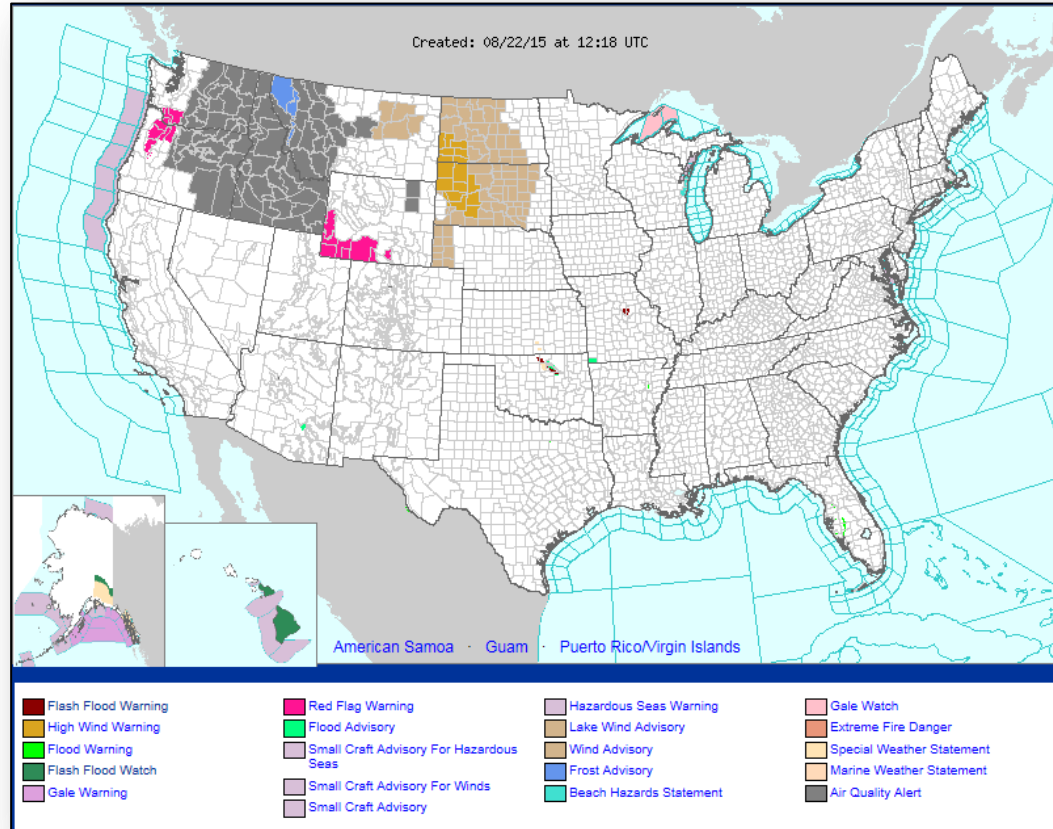 Created: 08/22/15 at 12:18 UTC
American Samoa · Guam · Puerto Rico/Virgin Islands
Flash Flood Warning
High Wind Warning
Flood Warning
Flash Flood Watch
Gale Warning
Red Flag Warning
Flood Advisory
Small Craft Advisory For Hazardous
Seas
Small Craft Advisory For Winds
Small Craft Advisory
Hazardous Seas Warning
Lake Wind Advisory
Wind Advisory
Frost Advisory
Beach Hazards Statement
Gale Watch
Extreme Fire Danger
Special Weather Statement
Marine Weather Statement
Air Quality Alert